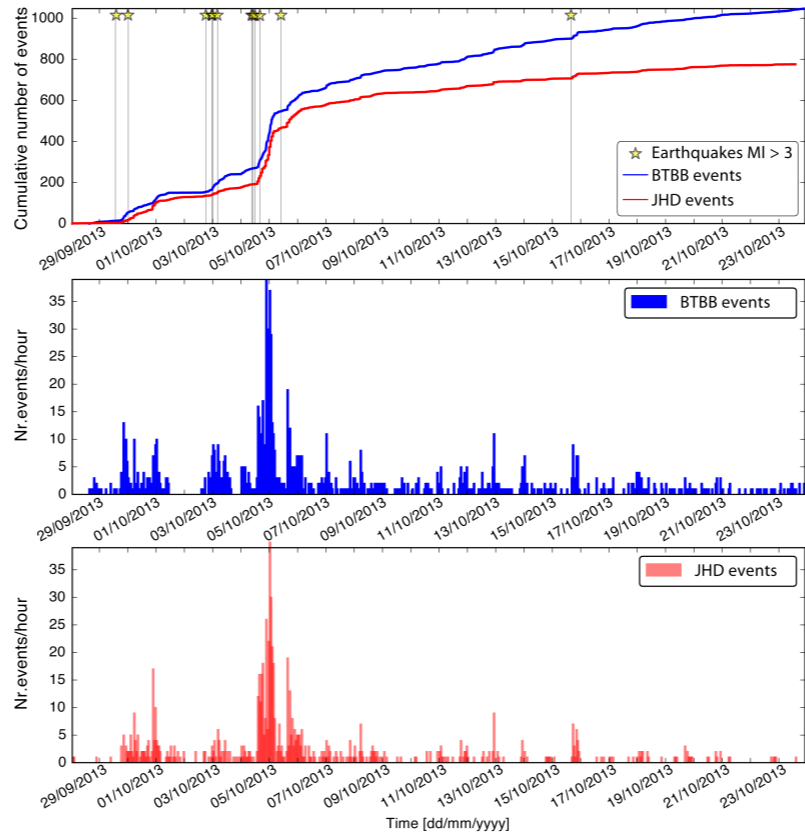 Cumulative number of events
1000
800
600
400
200
0
Earthquakes Ml > 3
BTBB events
JHD events
29/09/2013 01/10/2013 03/10/2013 05/10/2013 07/10/2013 09/10/2013 11/10/2013 13/10/2013 15/10/2013 17/10/2013 19/10/2013 21/10/2013 23/10/2013
Nr.events/hour
35
30
25
20
15
10
5
0
BTBB events
29/09/2013 01/10/2013 03/10/2013 05/10/2013 07/10/2013 09/10/2013 11/10/2013 13/10/2013 15/10/2013 17/10/2013 19/10/2013 21/10/2013 23/10/2013
Nr.events/hour
35
30
25
20
15
10
5
0
JHD events
29/09/2013 01/10/2013 03/10/2013 05/10/2013 07/10/2013 09/10/2013 11/10/2013 13/10/2013 15/10/2013 17/10/2013 19/10/2013 21/10/2013 23/10/2013
Time [dd/mm/yyyy]